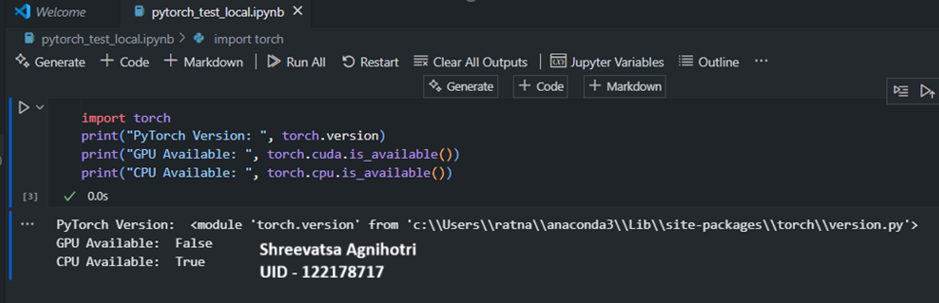 Welcome
pytorch_test_local.ipynb
pytorch_test_local.ipynb > import torch
Generate + Code + Markdown | Run All Restart Clear All Outputs | Jupyter Variables Outline ...
Generate + Code + Markdown
import torch
print("PyTorch Version: ", torch.version)
print("GPU Available: ", torch.cuda.is_available())
print("CPU Available: ", torch.cpu.is_available())
[3] 0.0s
... PyTorch Version:  <module 'torch.version' from 'c:\\Users\\ratna\\anaconda3\\Lib\\site-packages\\torch\\version.py'>
GPU Available:  False
CPU Available:  True
Shreevatsa Agnihotri
UID - 122178717